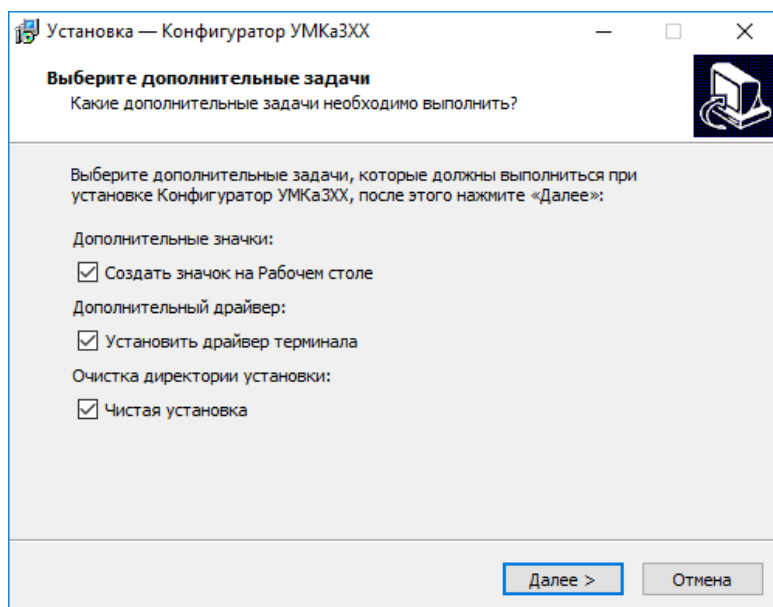 Установка — Конфигуратор УМКа3XX
Выберите дополнительные задачи
Какие дополнительные задачи необходимо выполнить?
Выберите дополнительные задачи, которые должны выполниться при
установке Конфигуратор УМКа3XX, после этого нажмите «Далее»:
Дополнительные значки:
Создать значок на Рабочем столе
Дополнительный драйвер:
Установить драйвер терминала
Очистка директории установки:
Чистая установка
Далее >
Отмена